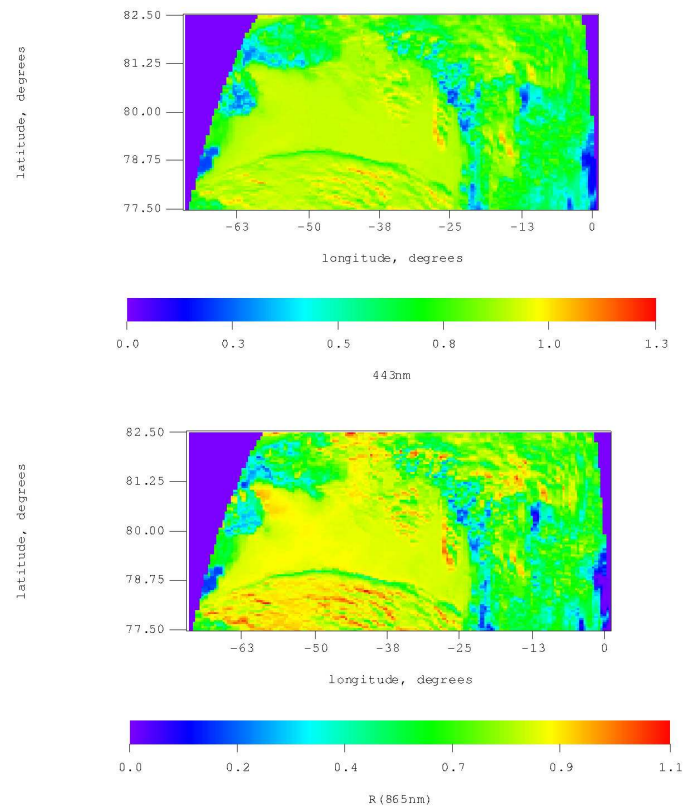 82.50
81.25
80.00
78.75
77.50
latitude, degrees
-63 -50 -38 -25 -13 0
longitude, degrees
0.0 0.3 0.5 0.8 1.0 1.3
443nm
82.50
81.25
80.00
78.75
77.50
latitude, degrees
-63 -50 -38 -25 -13 0
longitude, degrees
0.0 0.2 0.4 0.7 0.9 1.1
R(865nm)